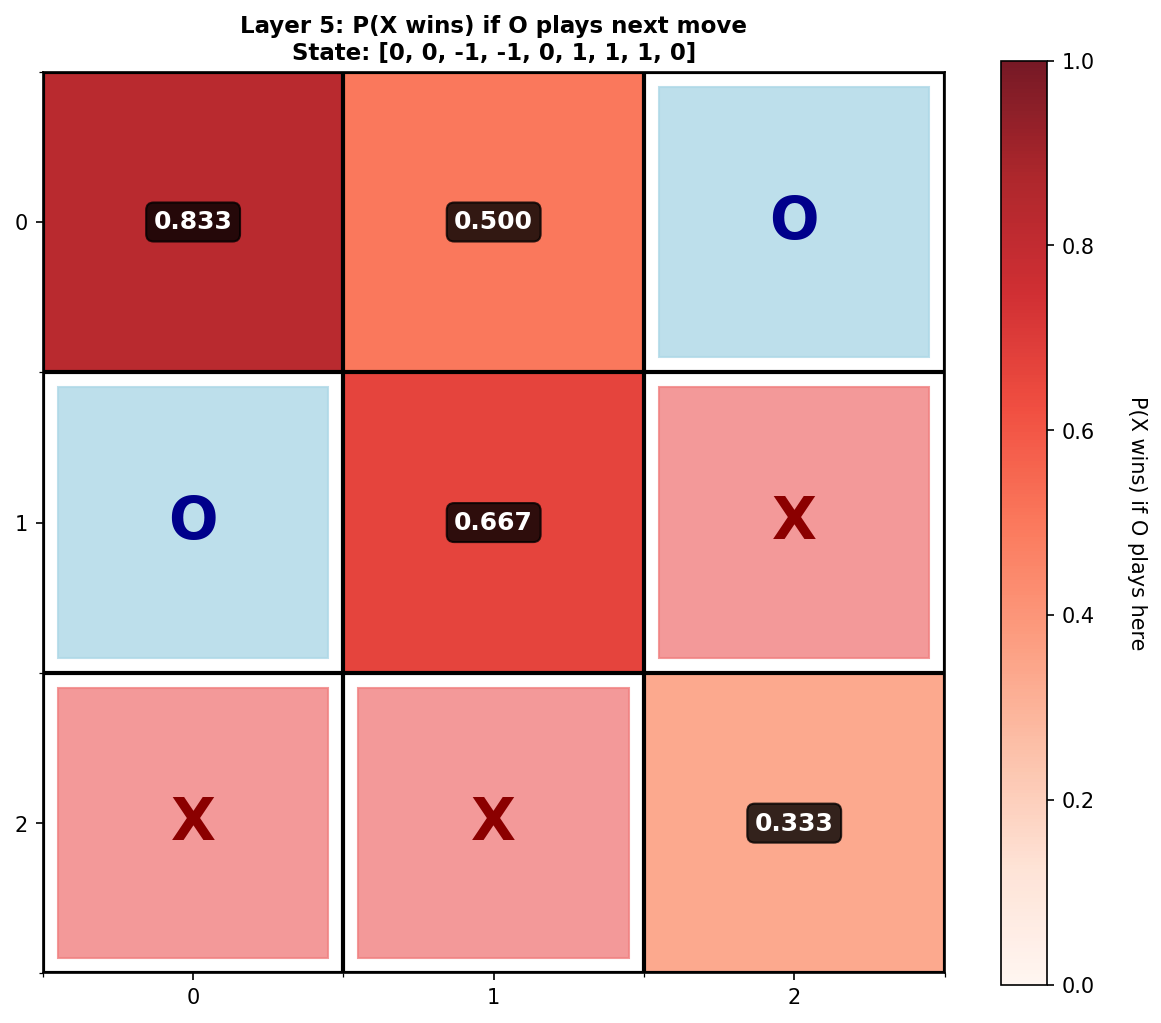 Layer 5: P(X wins) if O plays next move
State: [0, 0, -1, -1, 0, 1, 1, 1, 0]
0
0.833
0.500
O
1
O
0.667
X
2
X
X
0.333
0
1
2
1.0
0.8
0.6
0.4
0.2
0.0
P(X wins) if O plays here